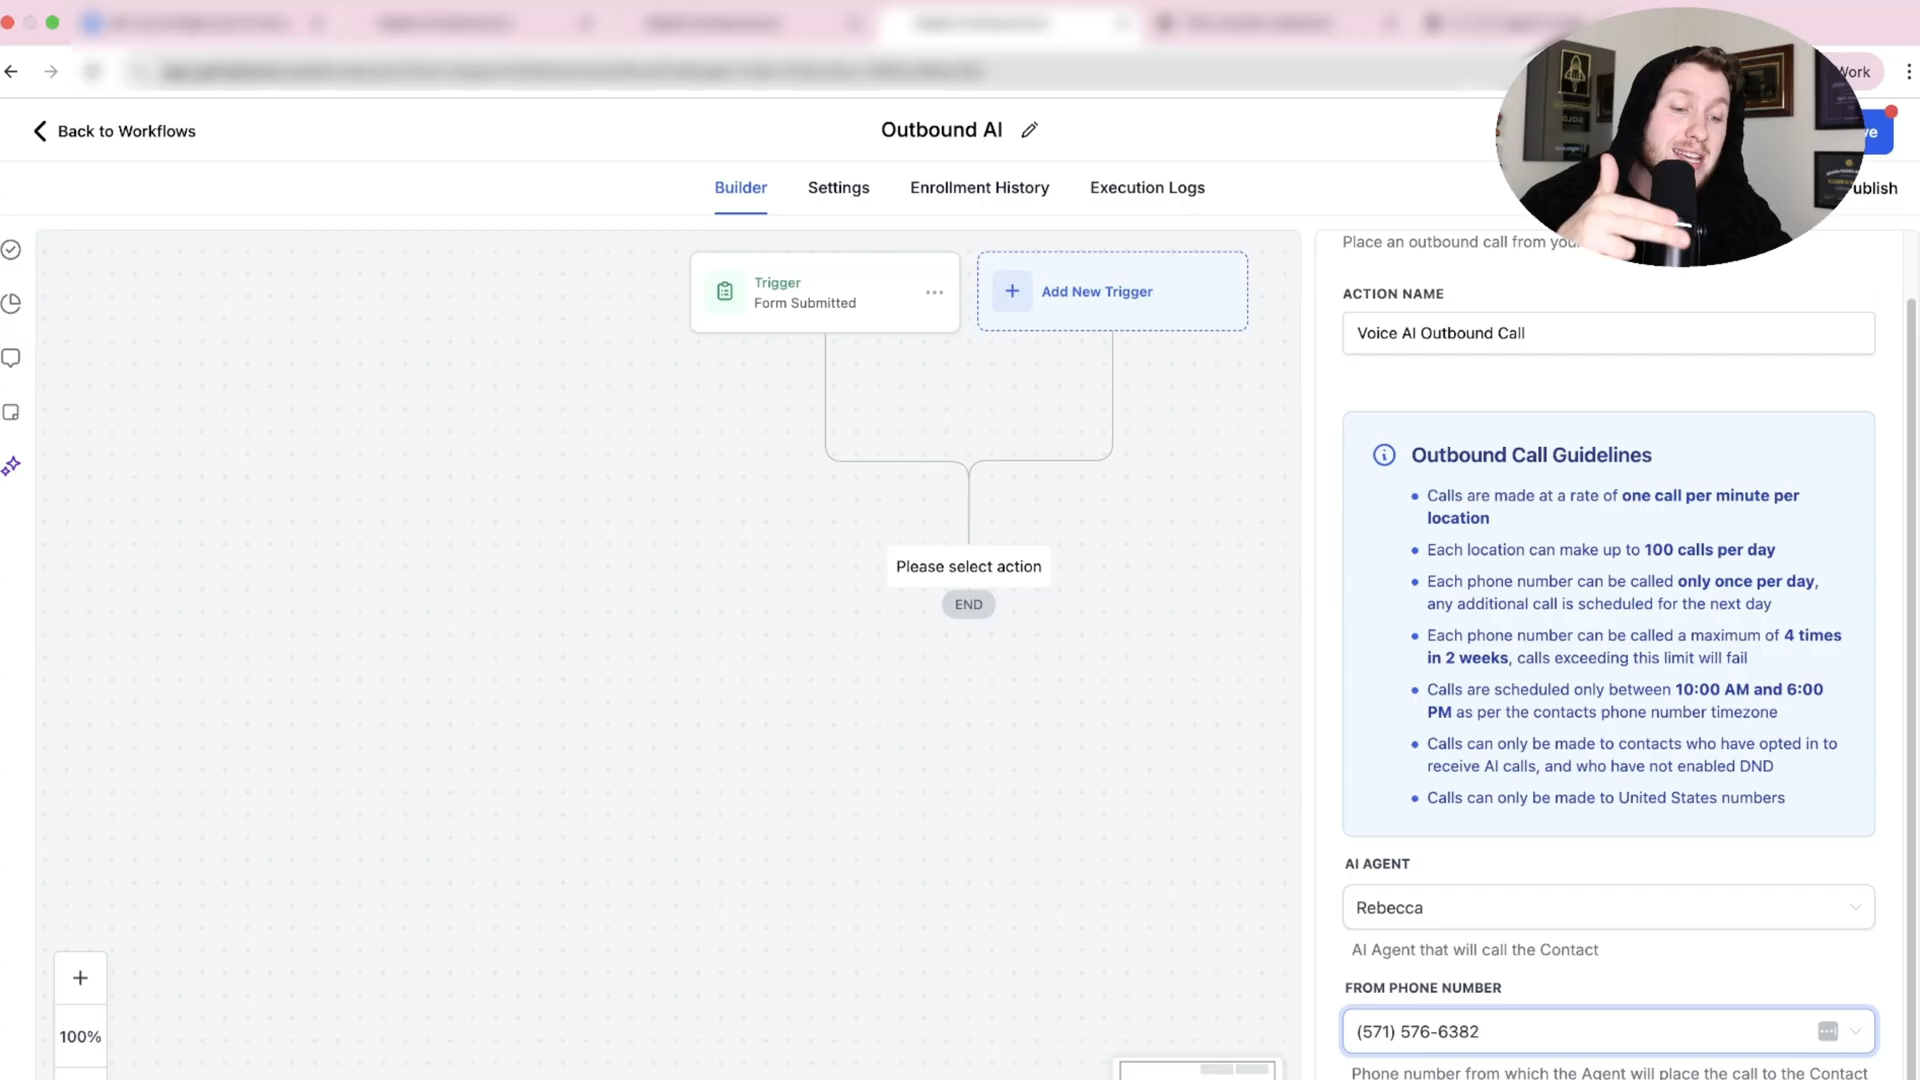 Work
Back to Workflows
Outbound AI
ve
Builder
Settings
Enrollment History
Execution Logs
ublish
Trigger
Form Submitted
Add New Trigger
Please select action
END
100%
Place an outbound call from you
ACTION NAME
Voice AI Outbound Call
Outbound Call Guidelines
Calls are made at a rate of one call per minute per
location
Each location can make up to 100 calls per day
Each phone number can be called only once per day,
any additional call is scheduled for the next day
Each phone number can be called a maximum of 4 times
in 2 weeks, calls exceeding this limit will fail
Calls are scheduled only between 10:00 AM and 6:00
PM as per the contacts phone number timezone
Calls can only be made to contacts who have opted in to
receive AI calls, and who have not enabled DND
Calls can only be made to United States numbers
AI AGENT
Rebecca
AI Agent that will call the Contact
FROM PHONE NUMBER
(571) 576-6382
Phone number from which the Agent will place the call to the Contact